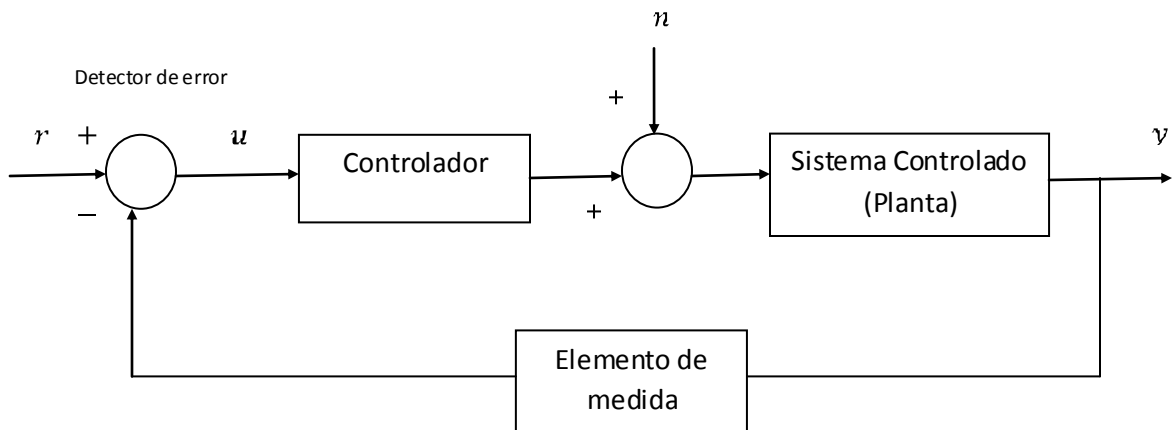 n
Detector de error
+
r
+
u
Controlador
Sistema Controlado
(Planta)
y
−
+
Elemento de
medida